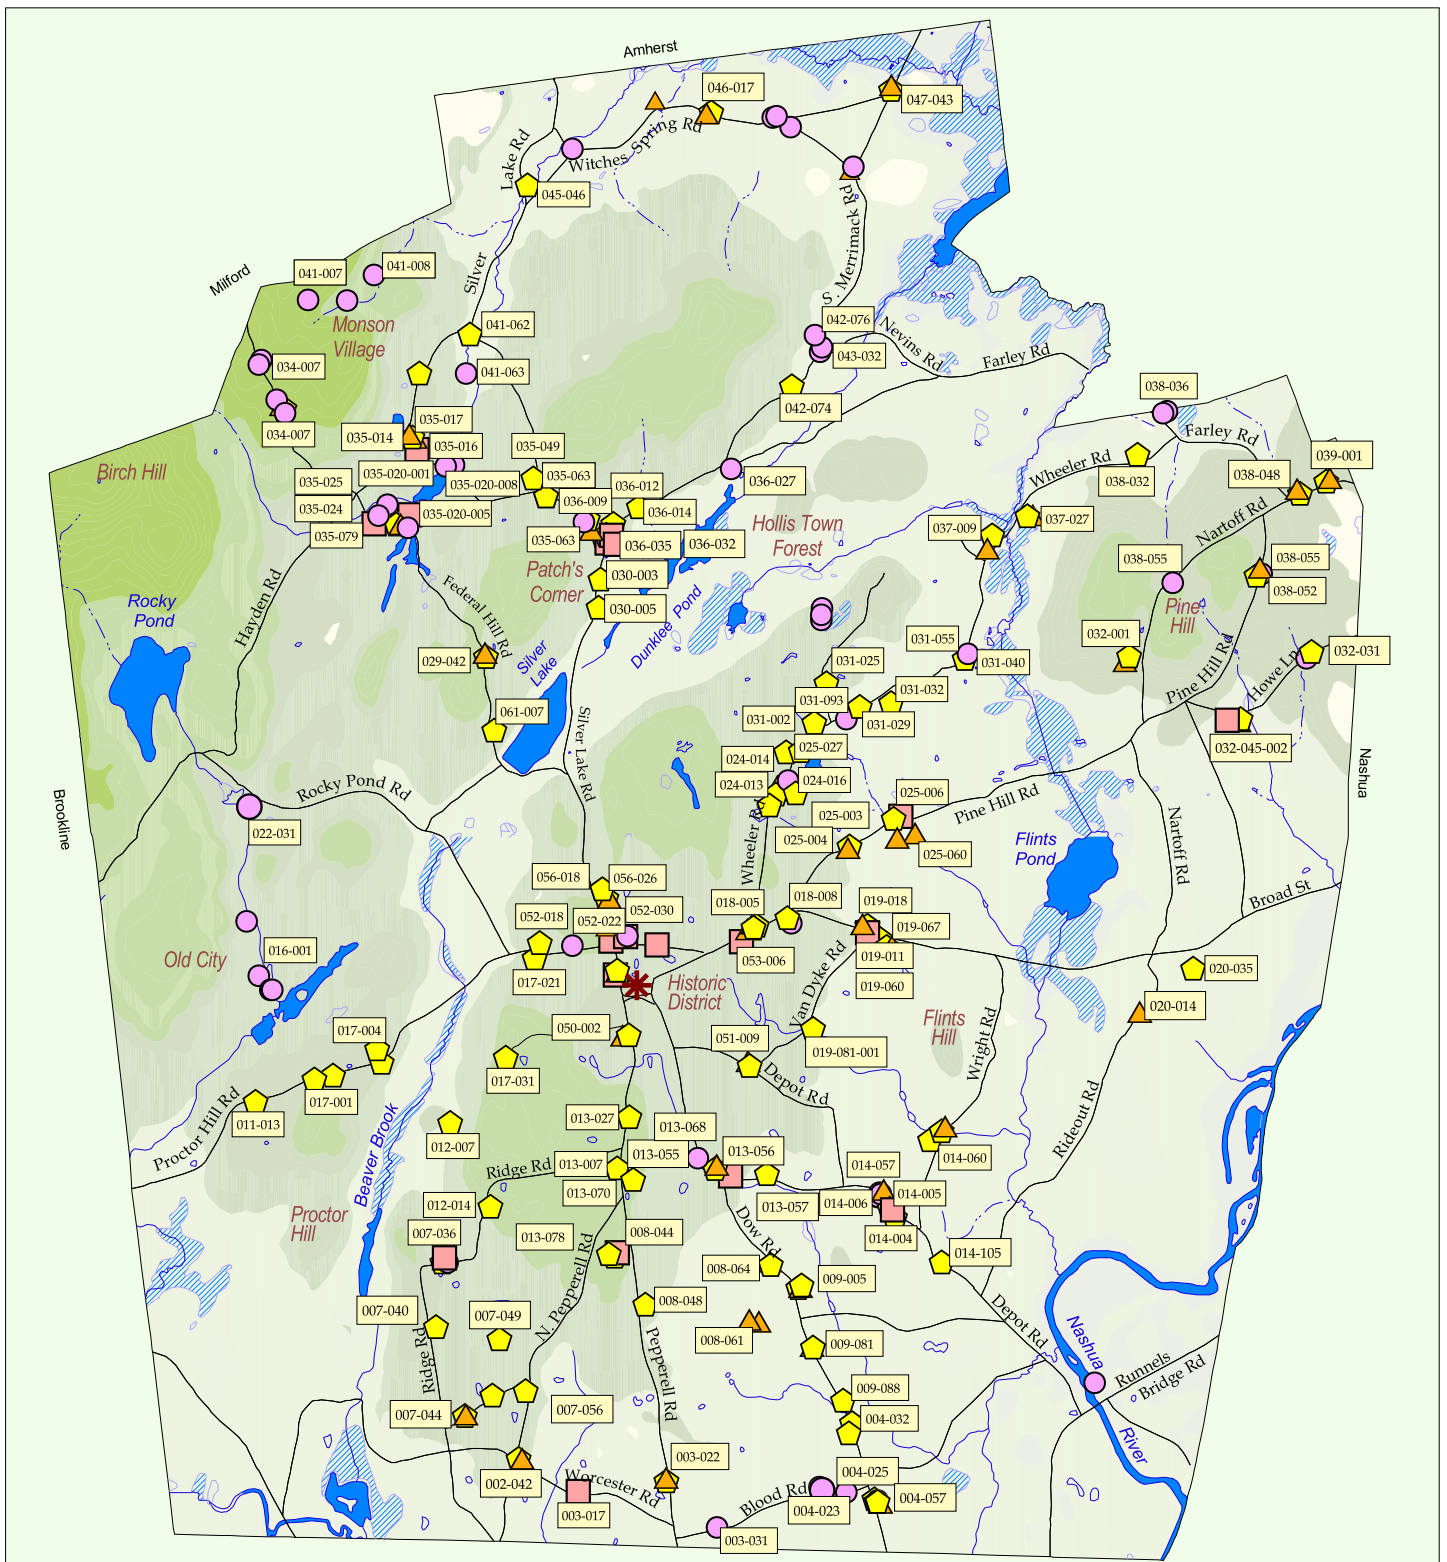 Amherst
046-017
047-043
Lake Rd
Witches Spring Rd
045-046
S. Merrimack Rd
Milford
041-007
041-008
Silver
Monson
Village
041-062
042-076
Nevins Rd
043-032
Farley Rd
034-007
041-063
038-036
042-074
034-007
035-017
035-014
035-016
035-049
Farley Rd
039-001
Birch Hill
035-025
035-020-001
035-020-008
035-063
036-012
036-027
Wheeler Rd
038-032
038-048
035-024
036-009
036-014
035-020-005
037-009
037-027
Nartoff Rd
035-079
035-063
036-035
036-032
Hollis Town
Forest
Patch's
Corner
030-003
038-055
038-055
038-052
Rocky
Pond
Hayden Rd
Federal Hill Rd
030-005
Dunklee Pond
Pine
Hill
029-042
Silver
Lake
031-055
031-040
032-001
032-031
031-025
031-093
031-032
Pine Hill Rd
Howe Lp
061-007
Silver Lake Rd
031-002
031-029
025-027
024-014
032-045-002
Nashua
024-013
024-016
Brookline
Rocky Pond Rd
025-006
Pine Hill Rd
022-031
025-003
Wheeler Rd
025-004
025-060
Flints
Pond
Nartoff Rd
056-018
056-026
Broad St
052-018
052-022
052-030
018-005
018-008
019-018
019-067
Old City
016-001
017-021
053-006
019-011
020-035
Historic
District
Van Dyke Rd
019-060
020-014
017-004
050-002
051-009
Flints
Hill
Wright Rd
017-031
019-081-001
Depot Rd
Proctor Hill Rd
011-013
017-001
Beaver Brook
012-007
013-027
013-068
Rideout Rd
Ridge Rd
013-007
013-055
013-056
014-060
013-070
014-057
014-005
012-014
013-057
014-006
Proctor
Hill
007-036
013-078
008-044
Dow Rd
014-004
014-105
008-064
009-005
007-040
007-049
N. Pepperell Rd
008-048
Depot Rd
008-061
Nashua
River
Ridge Rd
Pepperell Rd
009-081
Runnels
Bridge Rd
007-044
007-056
009-088
004-032
002-042
003-022
004-025
Worcester Rd
003-017
Blood Rd
004-023
004-057
003-031